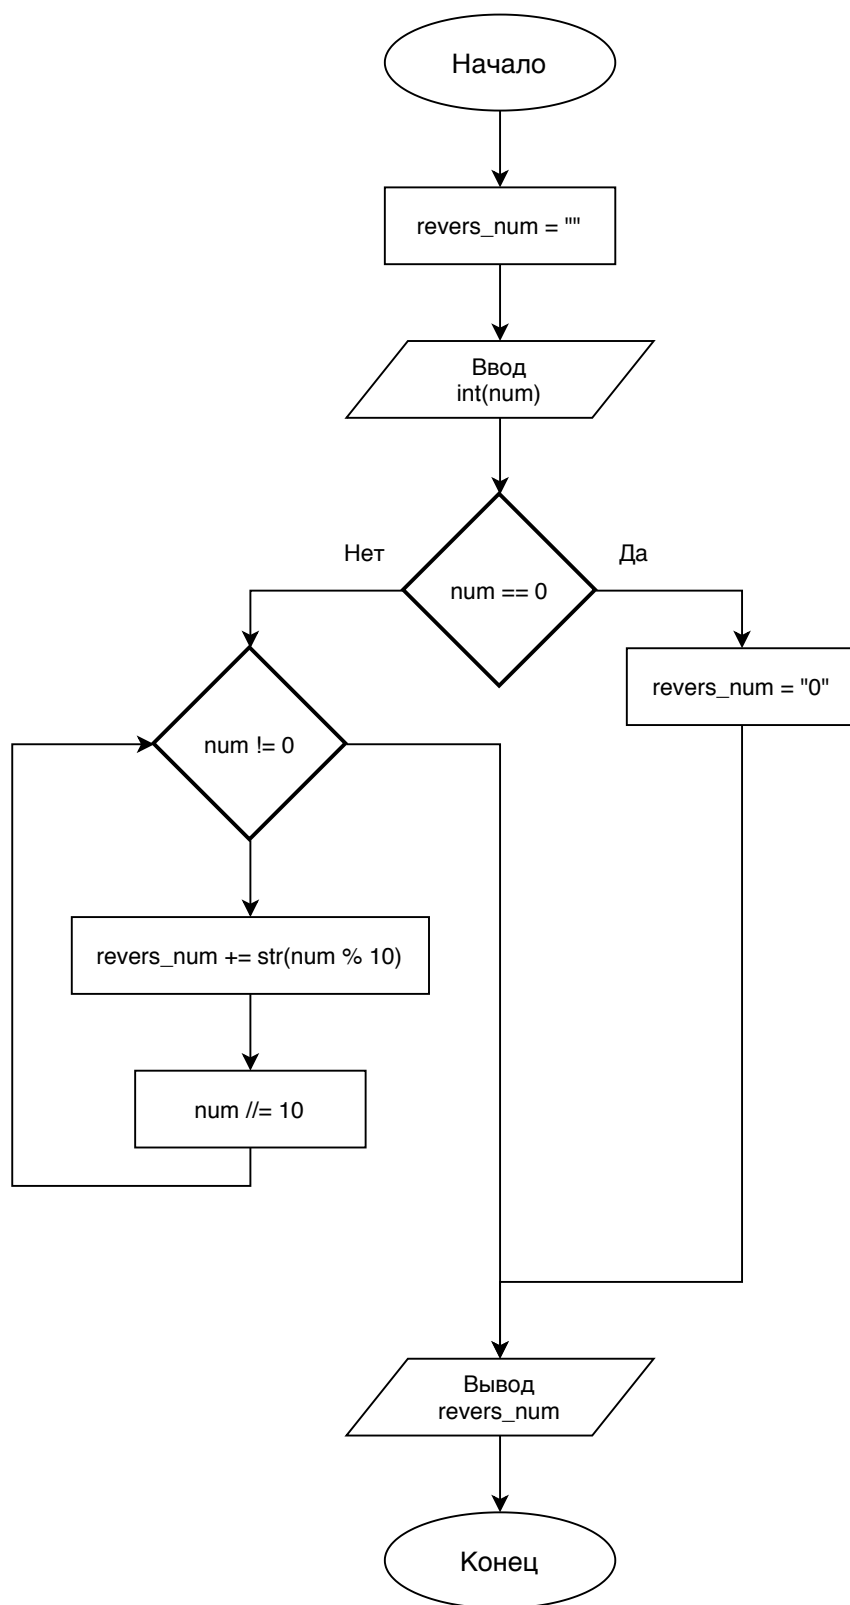 Начало
revers_num = ""
Ввод
int(num)
Нет
Да
num == 0
revers_num = "0"
num != 0
revers_num += str(num % 10)
num //= 10
Вывод
revers_num
Конец